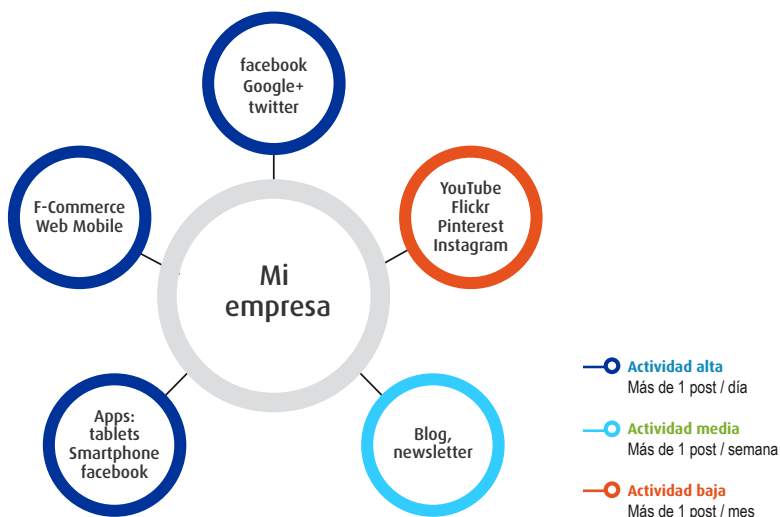 facebook
Google+
twitter
F-Commerce
Web Mobile
YouTube
Flickr
Pinterest
Instagram
Mi
empresa
Apps:
tablets
Smartphone
facebook
Blog,
newsletter
Actividad alta
Más de 1 post / día
Actividad media
Más de 1 post / semana
Actividad baja
Más de 1 post / mes